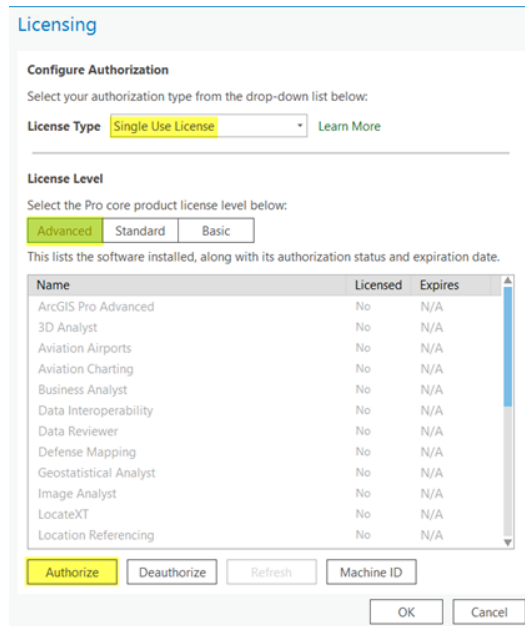 Licensing
Configure Authorization
Select your authorization type from the drop-down list below:
License Type Single Use License Learn More
License Level
Select the Pro core product license level below:
Advanced Standard Basic
This lists the software installed, along with its authorization status and expiration date.
Name Licensed Expires
ArcGIS Pro Advanced No N/A
3D Analyst No N/A
Aviation Airports No N/A
Aviation Charting No N/A
Business Analyst No N/A
Data Interoperability No N/A
Data Reviewer No N/A
Defense Mapping No N/A
Geostatistical Analyst No N/A
Image Analyst No N/A
LocateXT No N/A
Location Referencing No N/A
Authorize Deauthorize Refresh Machine ID
OK Cancel